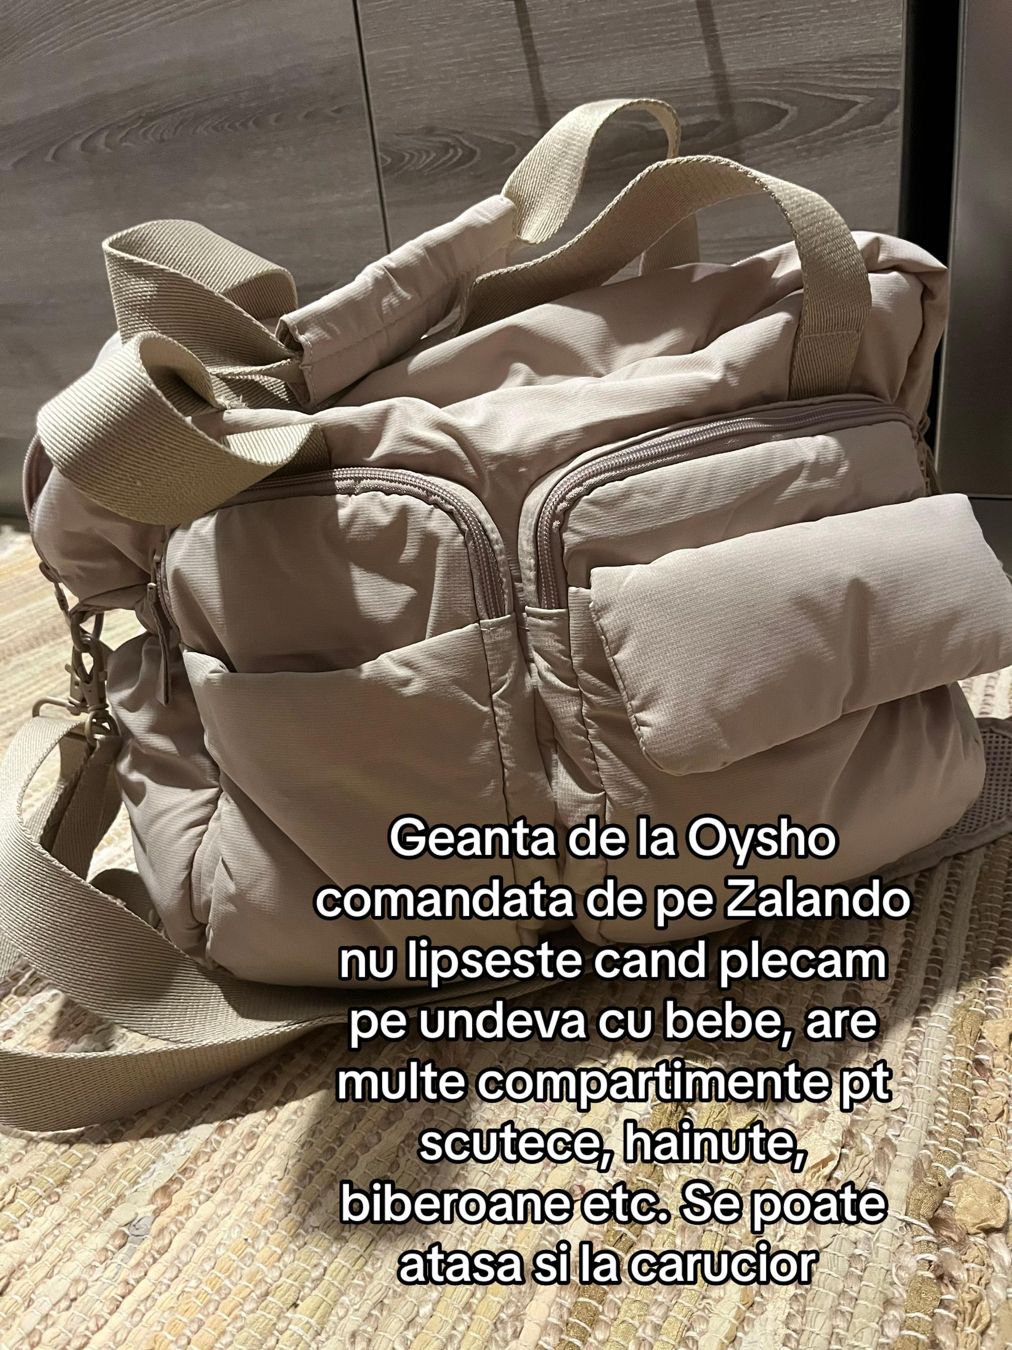 Geanta de la Oysho
comandata de pe Zalando
nu lipseste cand plecam
pe undeva cu bebe, are
multe compartimente pt
scutece, hainute,
biberoane etc. Se poate
atasa si la carucior